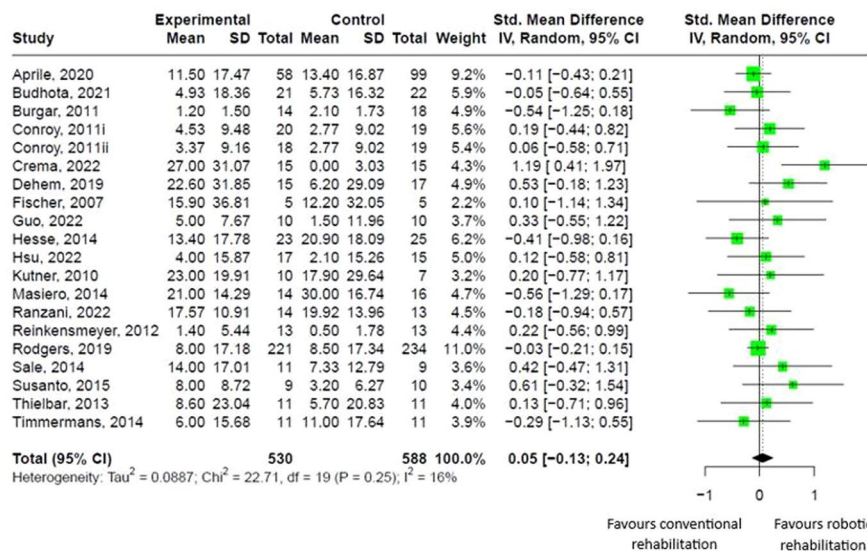 Experimental Control Std. Mean Difference Std. Mean Difference
Study Mean SD Total Mean SD Total Weight IV, Random, 95% CI IV, Random, 95% CI
Aprile, 2020 11.50 17.47 58 13.40 16.87 99 9.2% −0.11 [−0.43; 0.21]
Budhota, 2021 4.93 18.36 21 5.73 16.32 22 5.9% −0.05 [−0.64; 0.55]
Burgar, 2011 1.20 1.50 14 2.10 1.73 18 4.8% −0.54 [−1.25; 0.18]
Conroy, 2011i 4.53 9.48 20 2.77 9.02 19 5.6% 0.19 [−0.44; 0.82]
Conroy, 2011ii 3.37 9.16 18 2.77 9.02 19 5.4% 0.06 [−0.58; 0.71]
Crema, 2022 27.00 31.07 15 0.00 3.03 15 4.3% 1.19 [ 0.41; 1.97]
Dehem, 2019 22.60 31.85 15 6.20 29.09 17 4.9% 0.53 [−0.18; 1.23]
Fischer, 2007 15.90 36.81 5 12.20 32.05 5 2.2% 0.10 [−1.14; 1.34]
Guo, 2022 5.00 7.67 10 1.50 11.96 10 3.7% 0.33 [−0.55; 1.22]
Hesse, 2014 13.40 17.78 23 20.90 18.09 25 6.2% −0.41 [−0.98; 0.16]
Hsu, 2022 4.00 15.87 17 2.10 15.26 15 5.0% 0.12 [−0.58; 0.81]
Kutner, 2010 23.00 19.91 10 17.90 29.64 7 3.2% 0.20 [−0.77; 1.17]
Masiero, 2014 21.00 14.29 14 30.00 16.74 16 4.7% −0.56 [−1.29; 0.17]
Ranzani, 2022 17.57 10.91 14 19.92 13.96 13 4.5% −0.18 [−0.94; 0.57]
Reinkensmeyer, 2012 1.40 5.44 13 0.50 1.78 13 4.4% 0.22 [−0.56; 0.99]
Rodgers, 2019 8.00 17.18 221 8.50 17.34 234 11.0% −0.03 [−0.21; 0.15]
Sale, 2014 14.00 17.01 11 7.33 12.79 9 3.6% 0.42 [−0.47; 1.31]
Susanto, 2015 8.00 8.72 9 3.20 6.27 10 3.4% 0.61 [−0.32; 1.54]
Thielbar, 2013 8.60 23.04 11 5.70 20.83 11 4.0% 0.13 [−0.71; 0.96]
Timmermans, 2014 6.00 15.68 11 11.00 17.64 11 3.9% −0.29 [−1.13; 0.55]
Total (95% CI) 530 588 100.0% 0.05 [−0.13; 0.24]
Heterogeneity: Tau² = 0.0887; Chi² = 22.71, df = 19 (P = 0.25); I² = 16%
−1 0 1
Favours conventional Favours robotic
rehabilitation rehabilitation